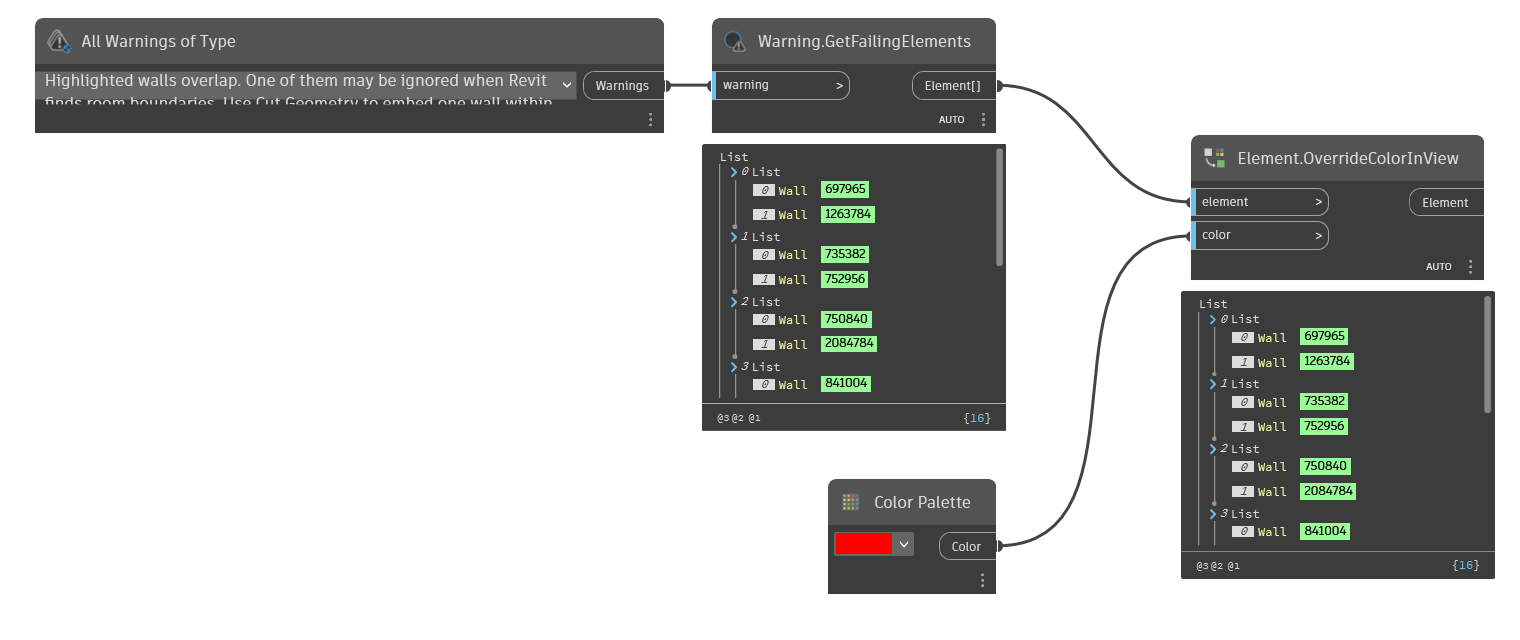 All Warnings of Type
Highlighted walls overlap. One of them may be ignored when Revit
finds room boundaries. Use Cut Geometry to embed one wall within
Warnings
Warning.GetFailingElements
warning >
Element[]
AUTO
List
0 List
0 Wall 697965
1 Wall 1263784
1 List
0 Wall 735382
1 Wall 752956
2 List
0 Wall 750840
1 Wall 2084784
3 List
0 Wall 841004
@3 @2 @1 {16}
Color Palette
Color
Element.OverrideColorInView
element >
Element
color >
AUTO
List
0 List
0 Wall 697965
1 Wall 1263784
1 List
0 Wall 735382
1 Wall 752956
2 List
0 Wall 750840
1 Wall 2084784
3 List
0 Wall 841004
@3 @2 @1 {16}